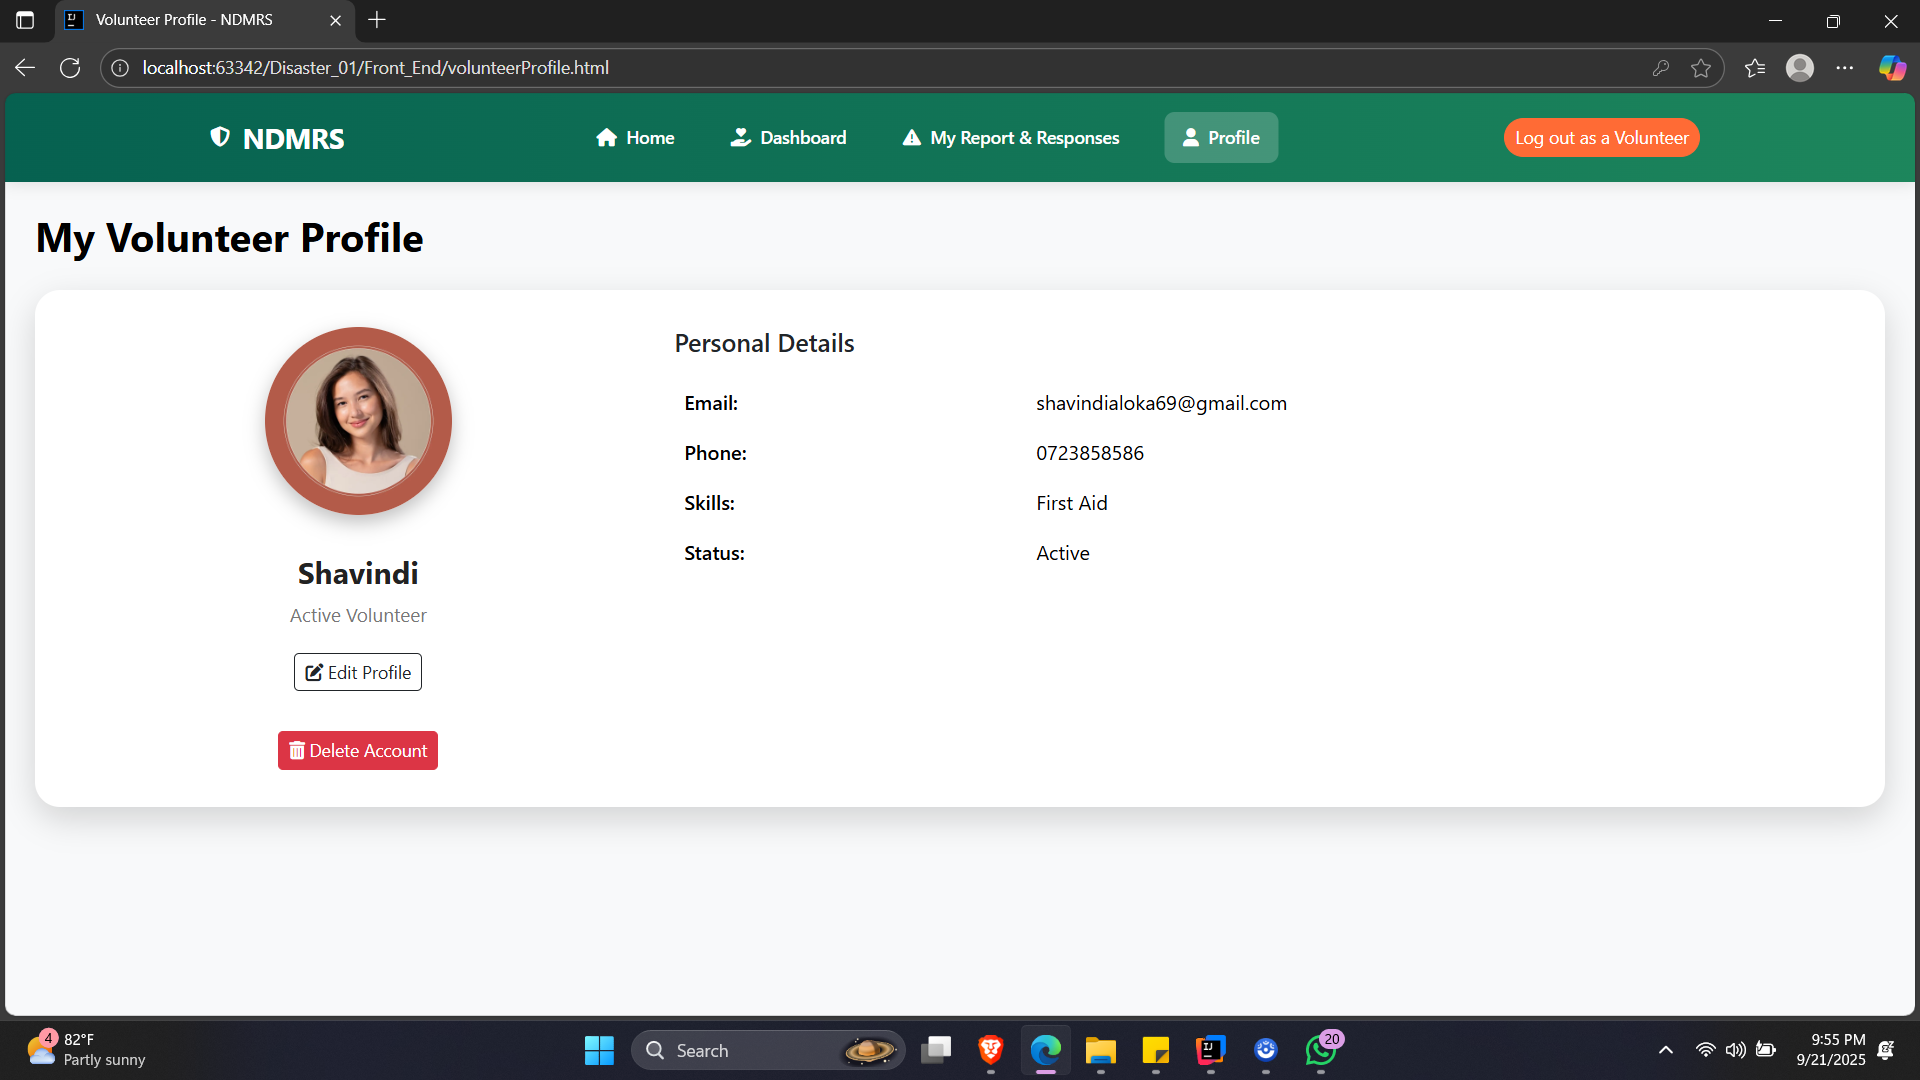 Volunteer Profile - NDMRS
localhost:63342/Disaster_01/Front_End/volunteerProfile.html
NDMRS
Home
Dashboard
My Report & Responses
Profile
Log out as a Volunteer
My Volunteer Profile
Personal Details
Email: shavindialoka69@gmail.com
Phone: 0723858586
Skills: First Aid
Status: Active
Shavindi
Active Volunteer
Edit Profile
Delete Account
4
82°F
Partly sunny
Search
IJ
20
9:55 PM
9/21/2025